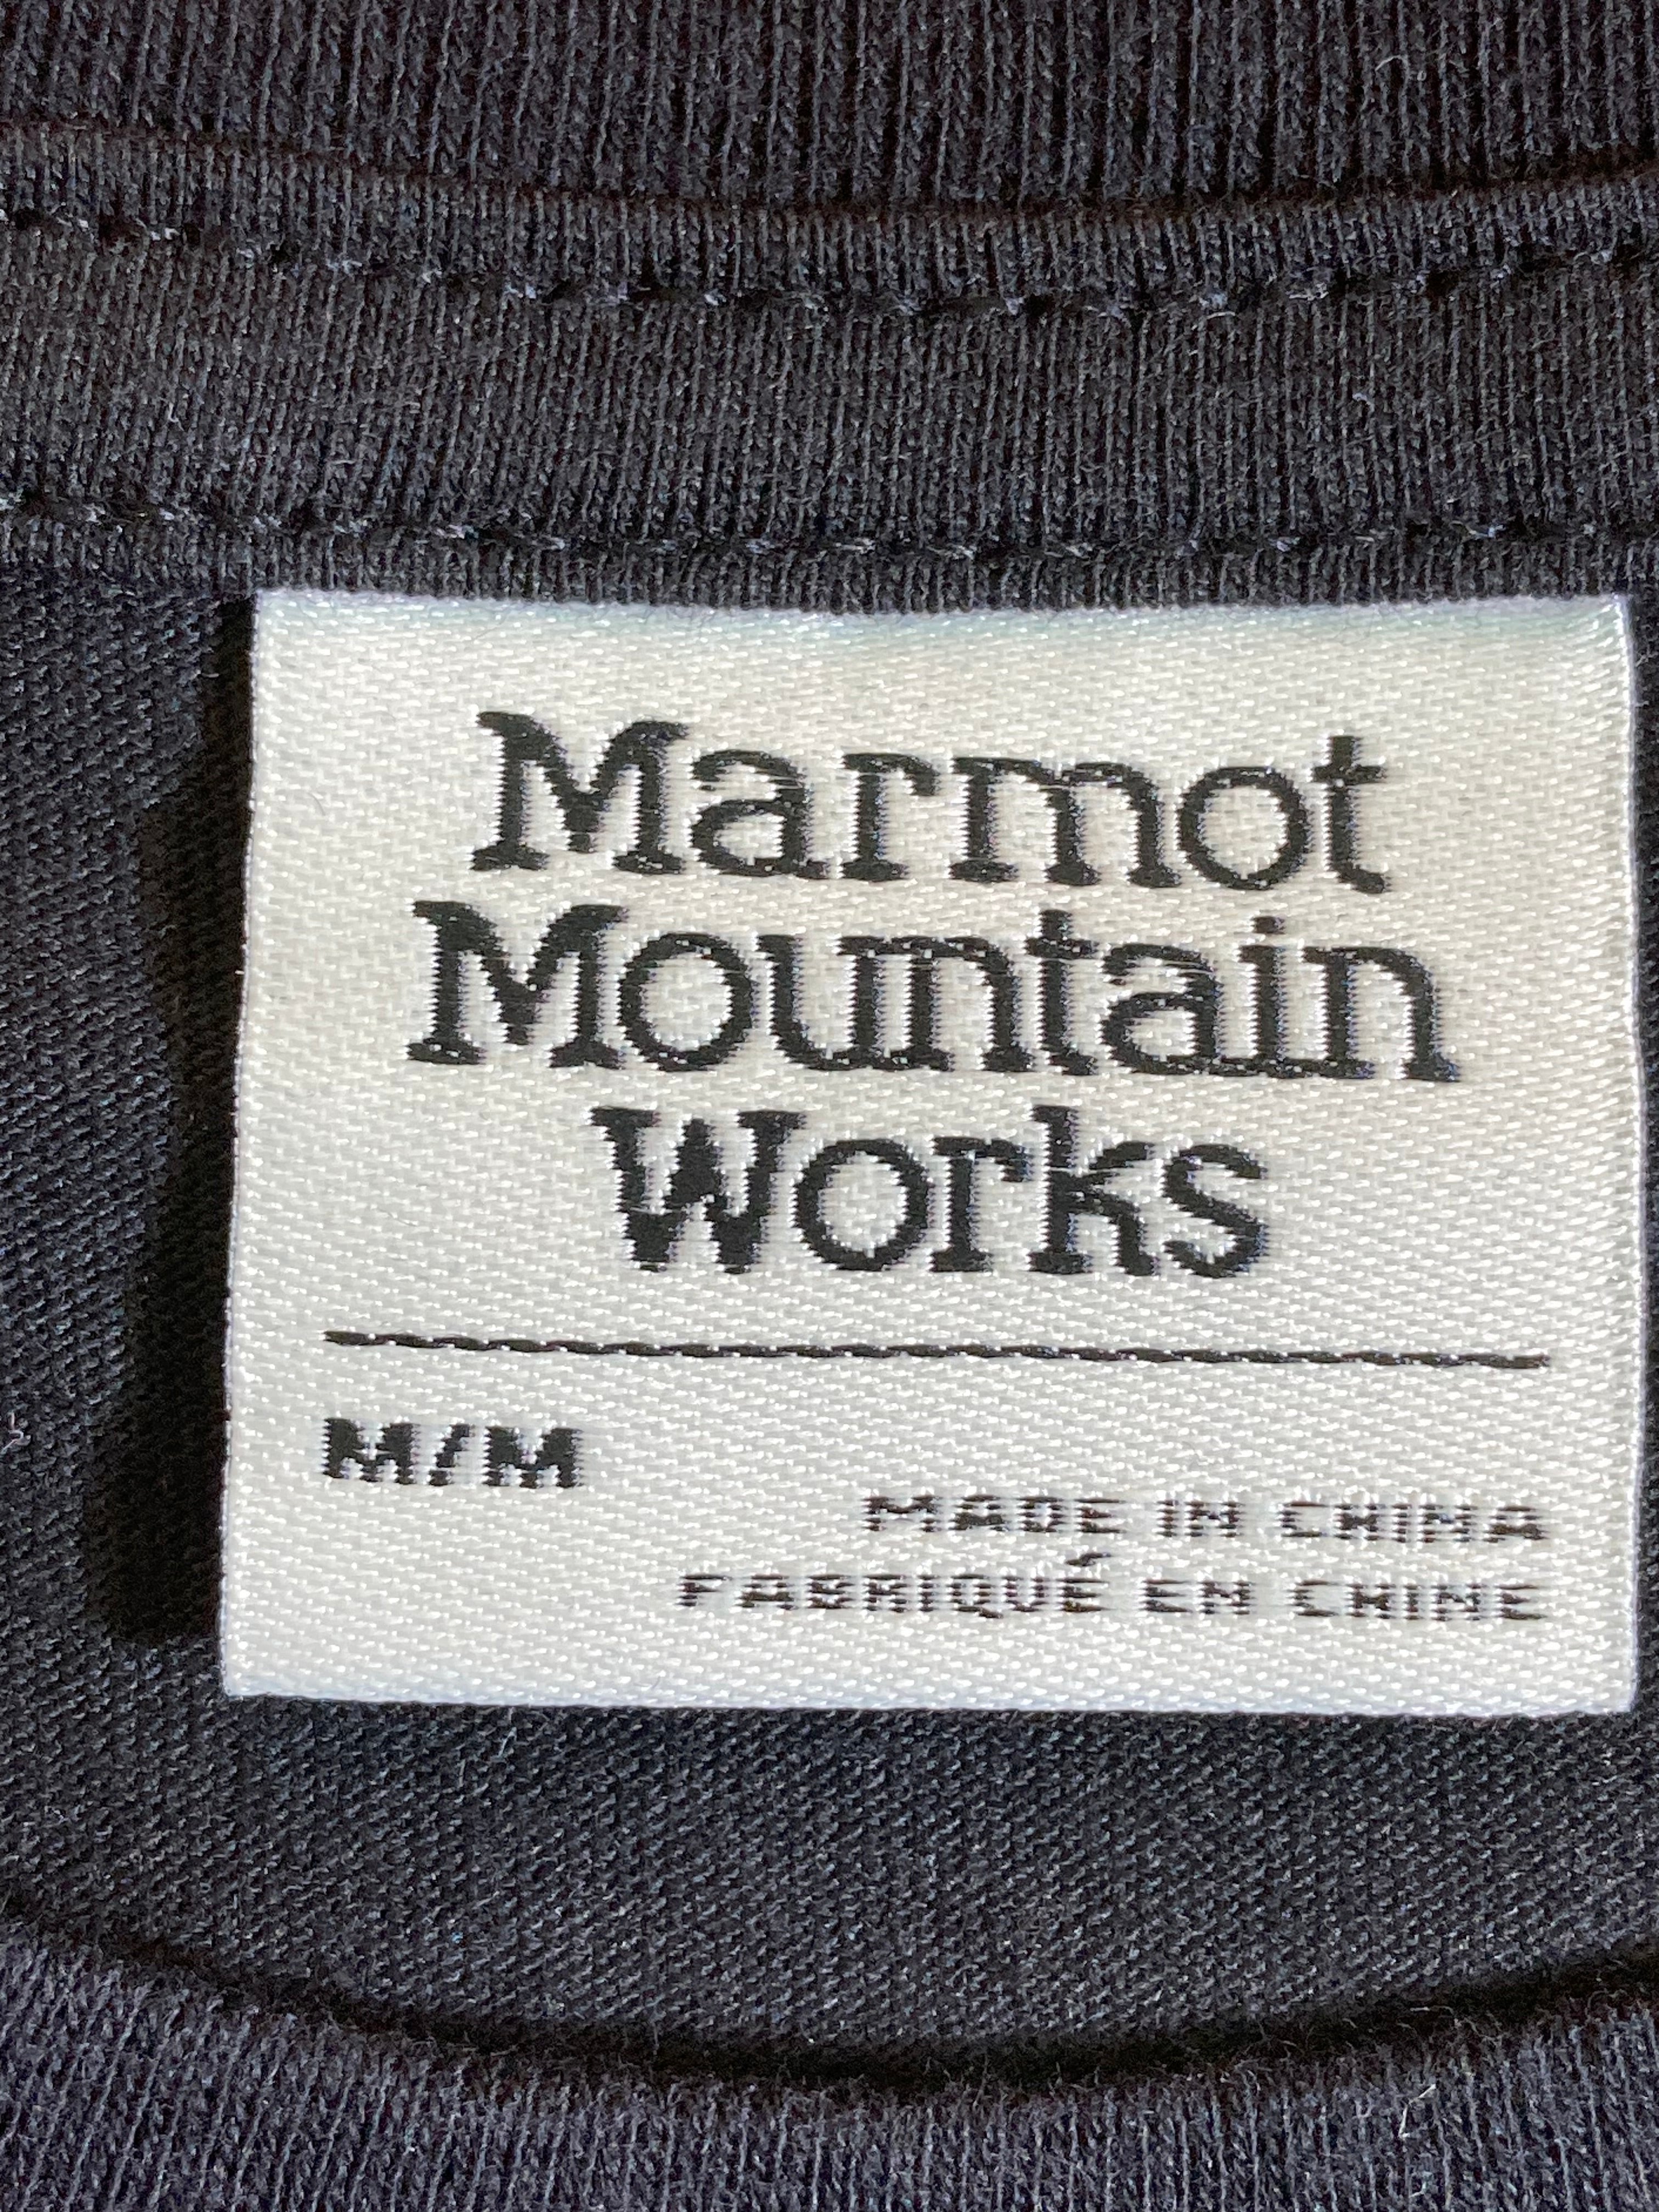 Marmot
Mountain
Works
M/M
MADE IN CHINA
FABRIQUÉ EN CHINE